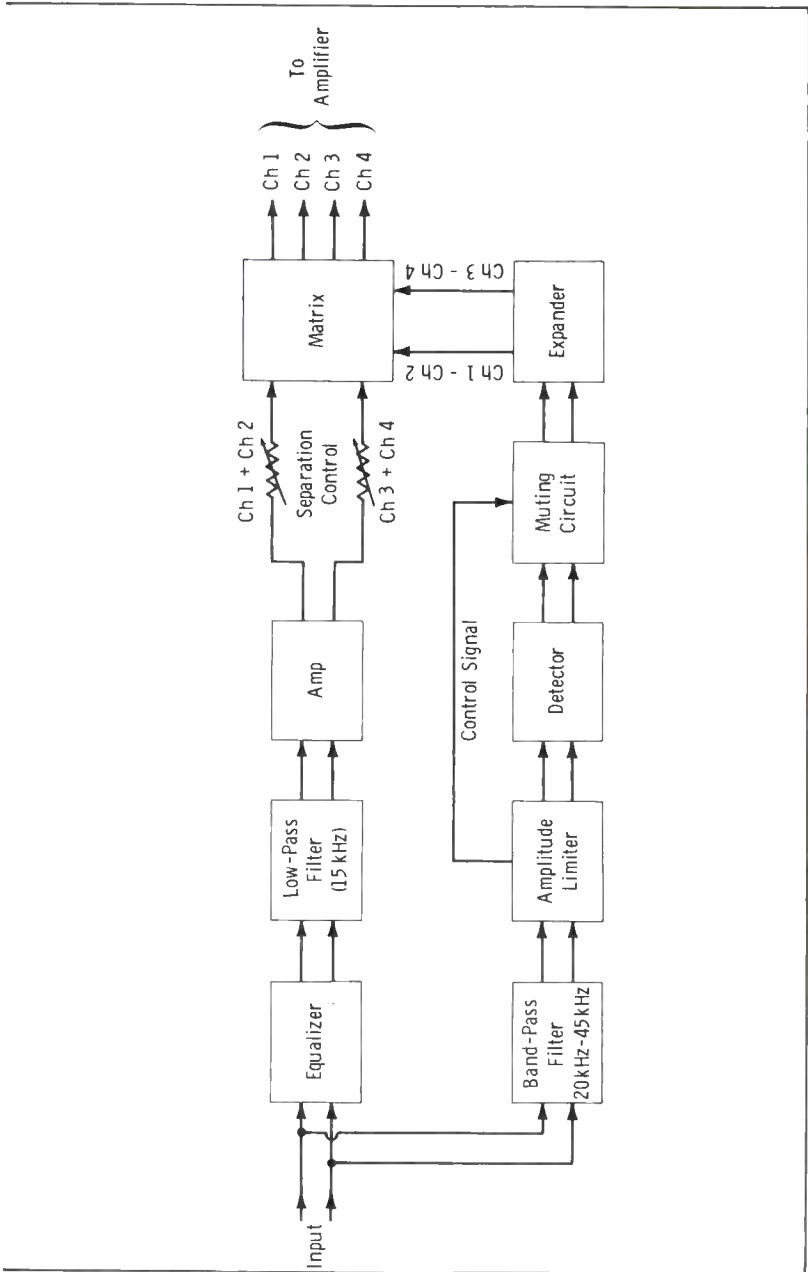 Input
Equalizer
Low-Pass
Filter
(15 kHz)
Amp
Ch 1 + Ch 2
Separation
Control
Ch 3 + Ch 4
Matrix
Ch 1
Ch 2
Ch 3
Ch 4
To
Amplifier
Band-Pass
Filter
20kHz-45kHz
Amplitude
Limiter
Control Signal
Detector
Muting
Circuit
Expander
Ch 1 - Ch 2
Ch 3 - Ch 4